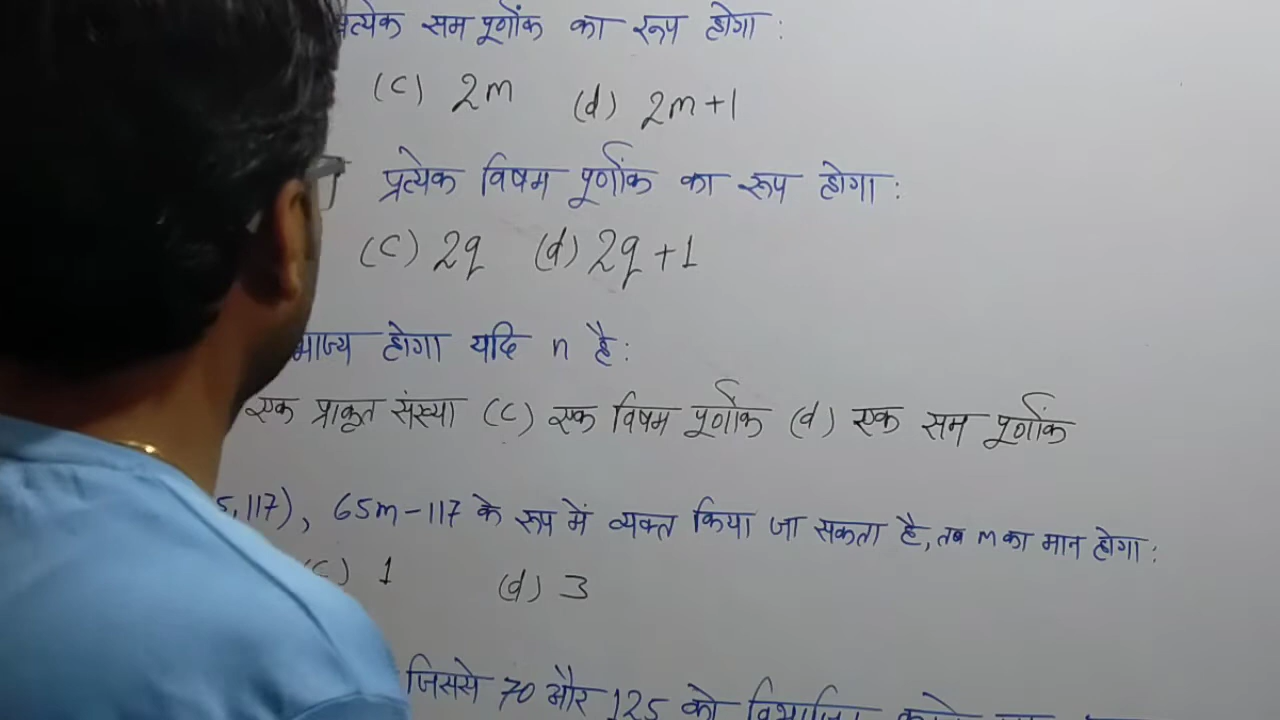 प्रत्येक सम पूर्णांक का रूप होगा :
(c) 2m (d) 2m+1
प्रत्येक विषम पूर्णांक का रूप होगा :
(c) 2q (d) 2q+1
होगा यदि n है :
एक प्राकृत संख्या (c) एक विषम पूर्णांक (d) एक सम पूर्णांक
5,117), 65m-117 के रूप में व्यक्त किया जा सकता है, तब m का मान होगा :
(c) 1 (d) 3
जिससे 70 और 125 को